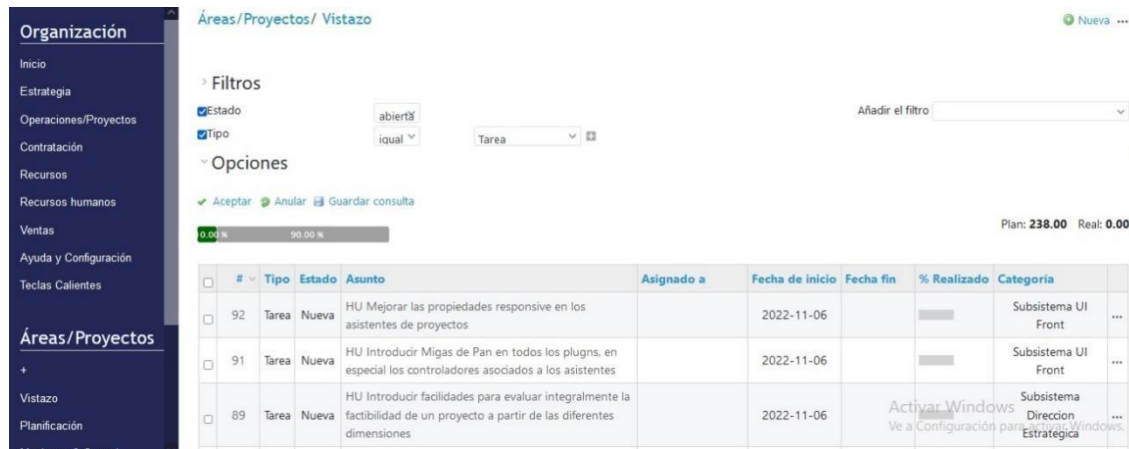 Organización
Inicio
Estrategia
Operaciones/Proyectos
Contratación
Recursos
Recursos humanos
Ventas
Ayuda y Configuración
Teclas Calientes
Áreas/Proyectos
+
Vistazo
Planificación
Áreas/Proyectos/ Vistazo
Nueva ...
Filtros
Estado abierta
Añadir el filtro
Tipo igual Tarea
Opciones
Aceptar Anular Guardar consulta
Plan: 238.00 Real: 0.00
10.00 % 90.00 %
# Tipo Estado Asunto Asignado a Fecha de inicio Fecha fin % Realizado Categoría
92 Tarea Nueva HU Mejorar las propiedades responsive en los
asistentes de proyectos
2022-11-06
Subsistema UI
Front
...
91 Tarea Nueva HU Introducir Migas de Pan en todos los plugns, en
especial los controladores asociados a los asistentes
2022-11-06
Subsistema UI
Front
...
89 Tarea Nueva HU Introducir facilidades para evaluar integralmente la
factibilidad de un proyecto a partir de las diferentes
dimensiones
2022-11-06
Subsistema
Direccion
Estrategica
...
Activar Windows
Ve a Configuración para activar Windows.